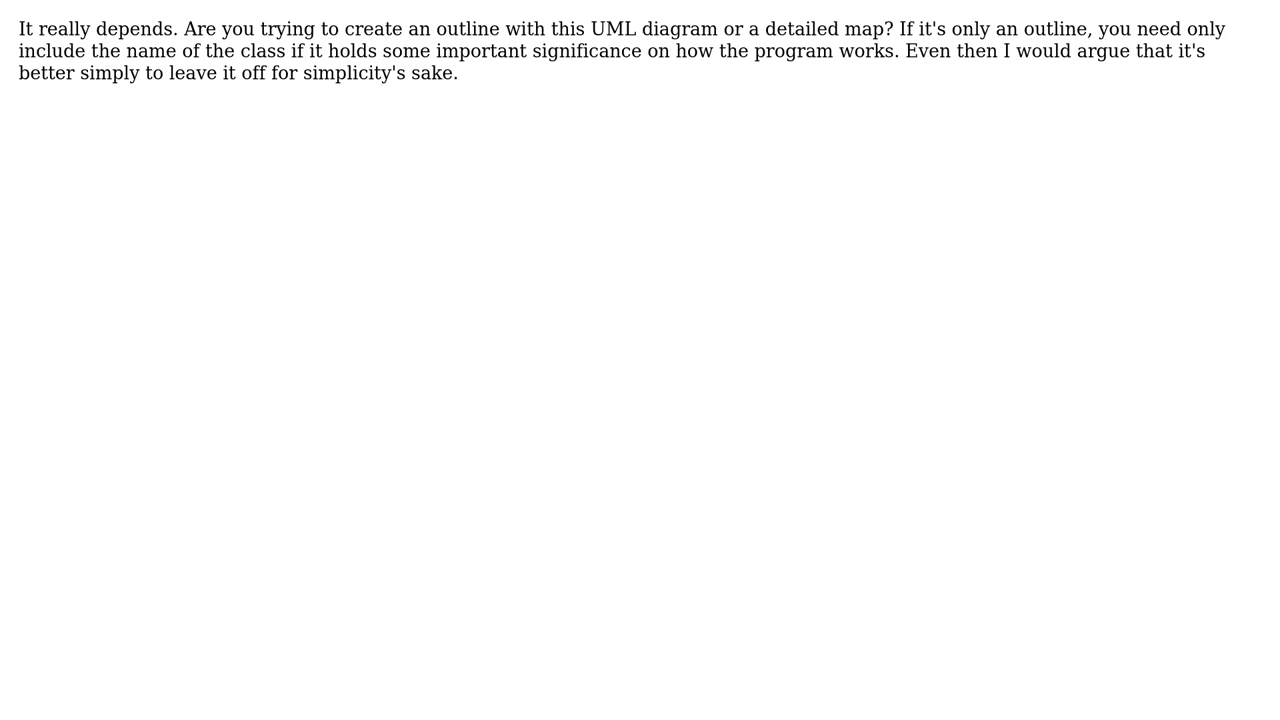 It really depends. Are you trying to create an outline with this UML diagram or a detailed map? If it's only an outline, you need only
include the name of the class if it holds some important significance on how the program works. Even then I would argue that it's
better simply to leave it off for simplicity's sake.